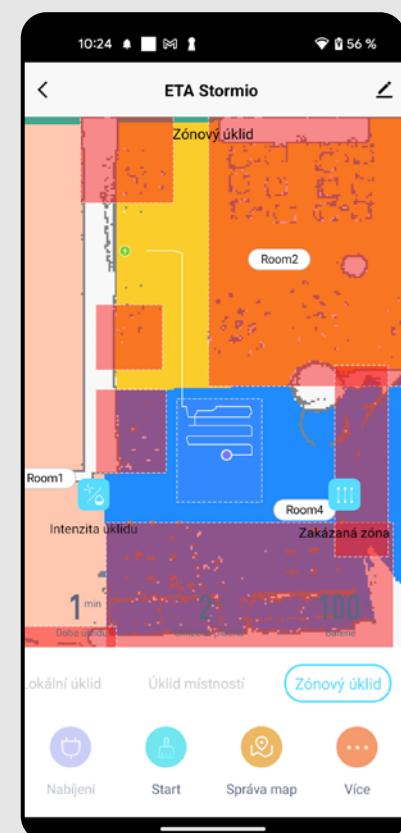 10:24
56 %
ETA Stormio
Zónový úklid
Room2
Room1
Room4
Intenzita úklidu
Zakázaná zóna
1 min
2
100
Doba úklidu
Baterie
okální úklid
Úklid místností
Zónový úklid
Nabíjení
Start
Správa map
Více